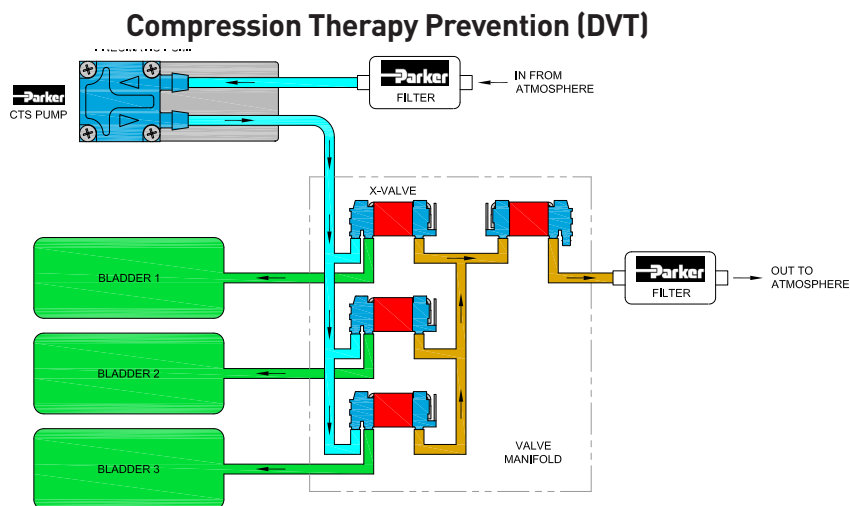 Compression Therapy Prevention (DVT)
Parker
CTS PUMP
Parker
FILTER
IN FROM
ATMOSPHERE
X-VALVE
BLADDER 1
Parker
FILTER
OUT TO
ATMOSPHERE
BLADDER 2
BLADDER 3
VALVE
MANIFOLD